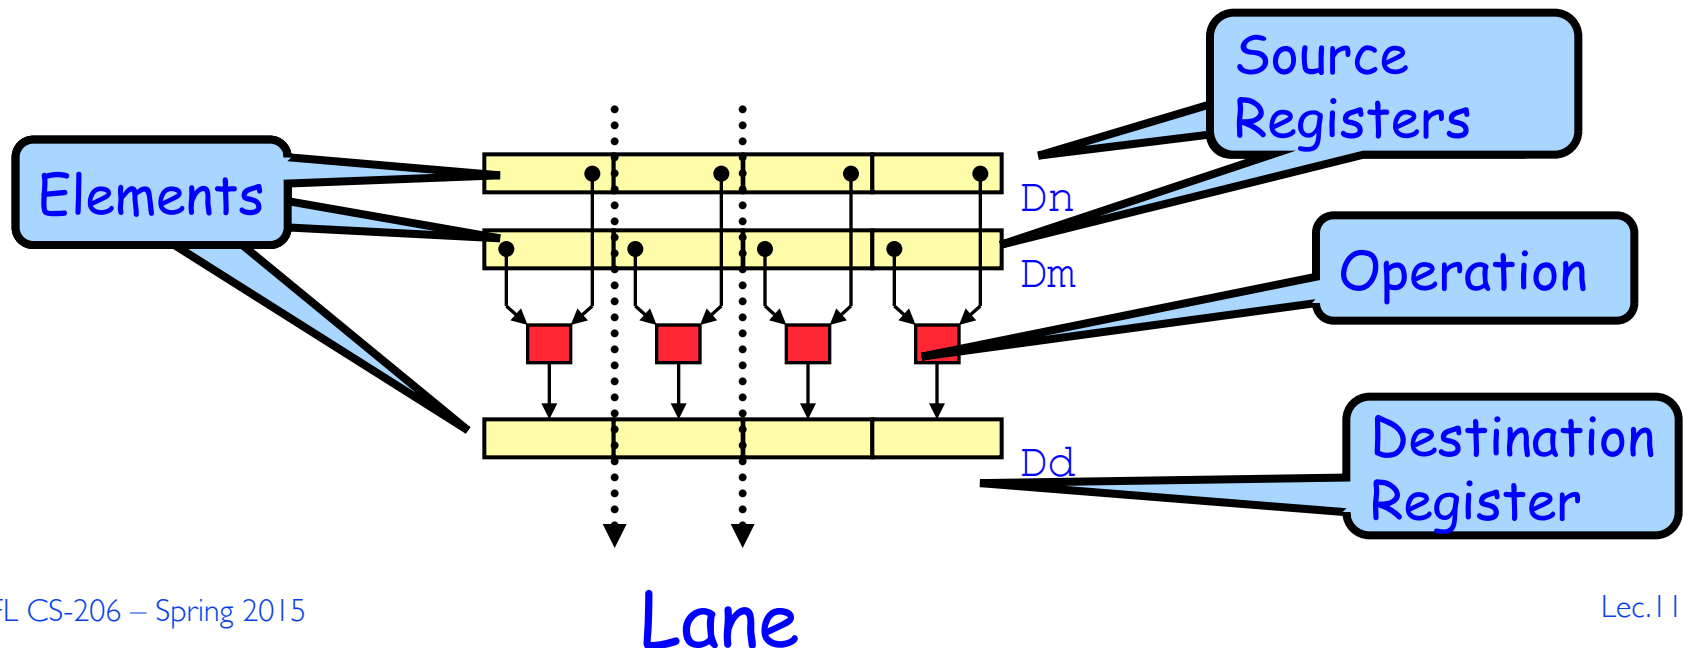 Source
Registers
Elements
Dn
Dm
Operation
Destination
Register
Dd
Lane
CS-206 – Spring 2015
Lec.11